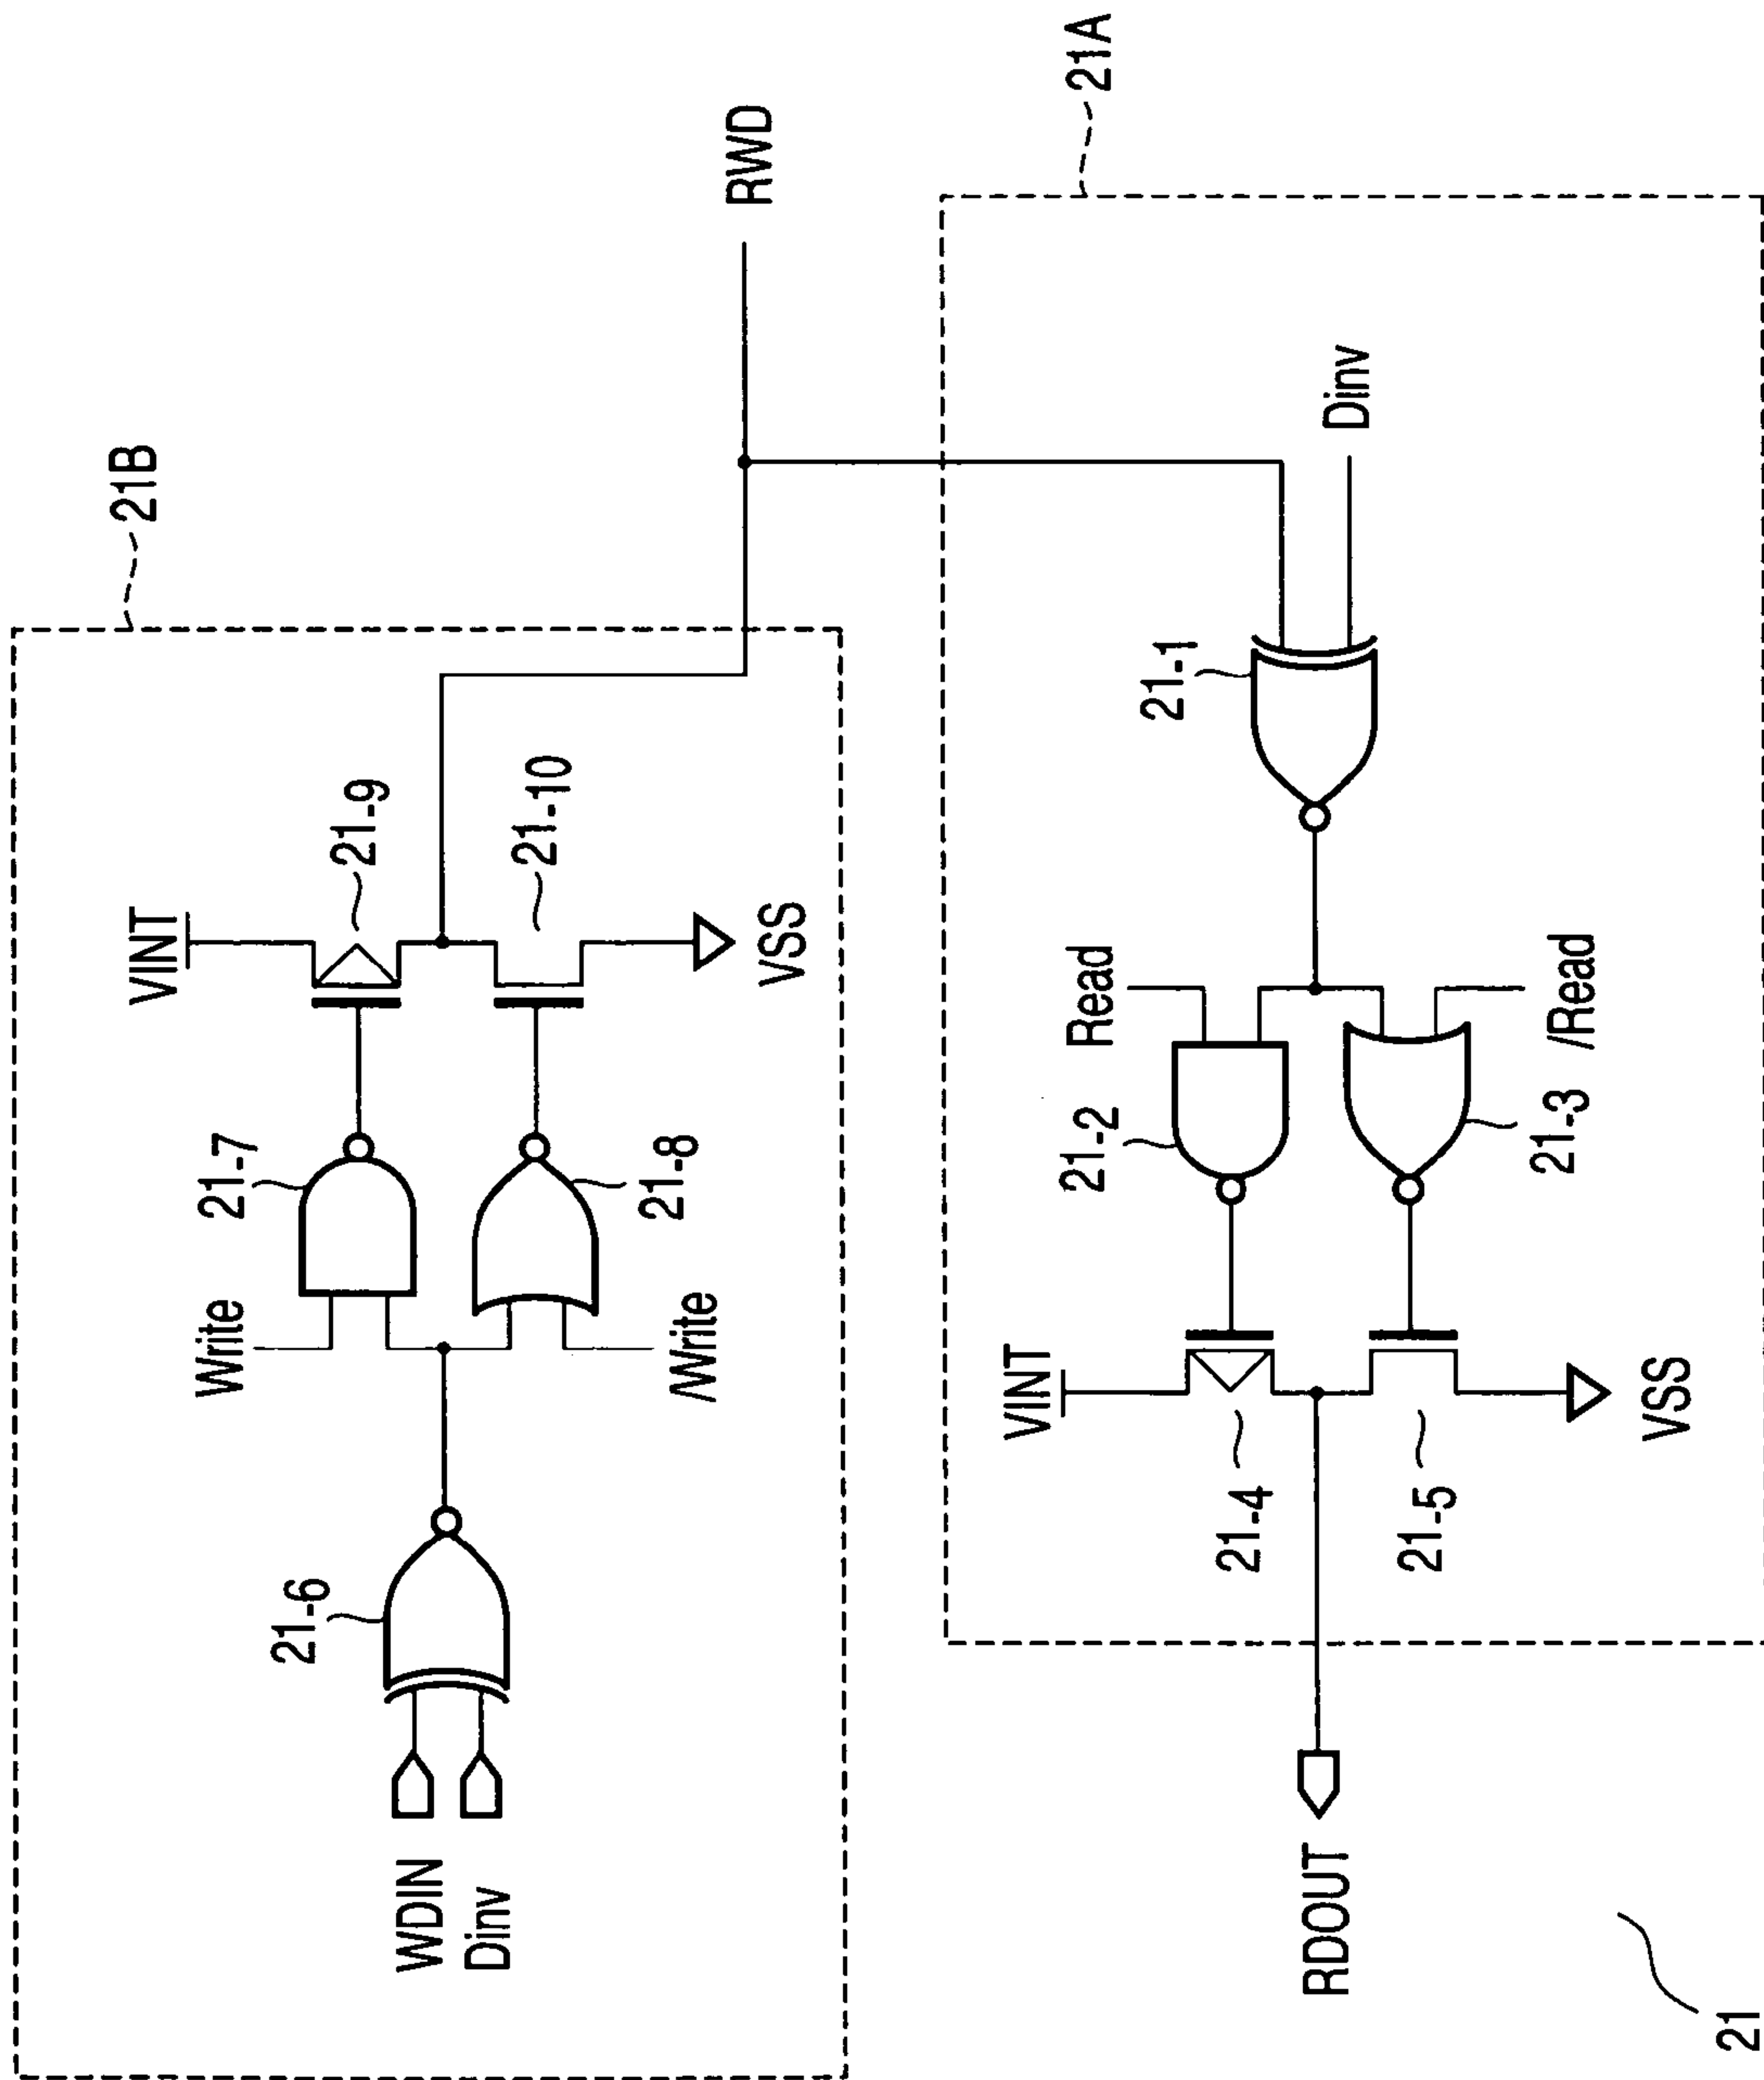 21B
VINT
21-9
21-7
Write
21-6
WDIN
Dinv
21-10
21-8
/Write
VSS
RWD
21A
Dinv
21-1
Read
21-2
VINT
21-4
/Read
21-3
21-5
VSS
RDOUT
21